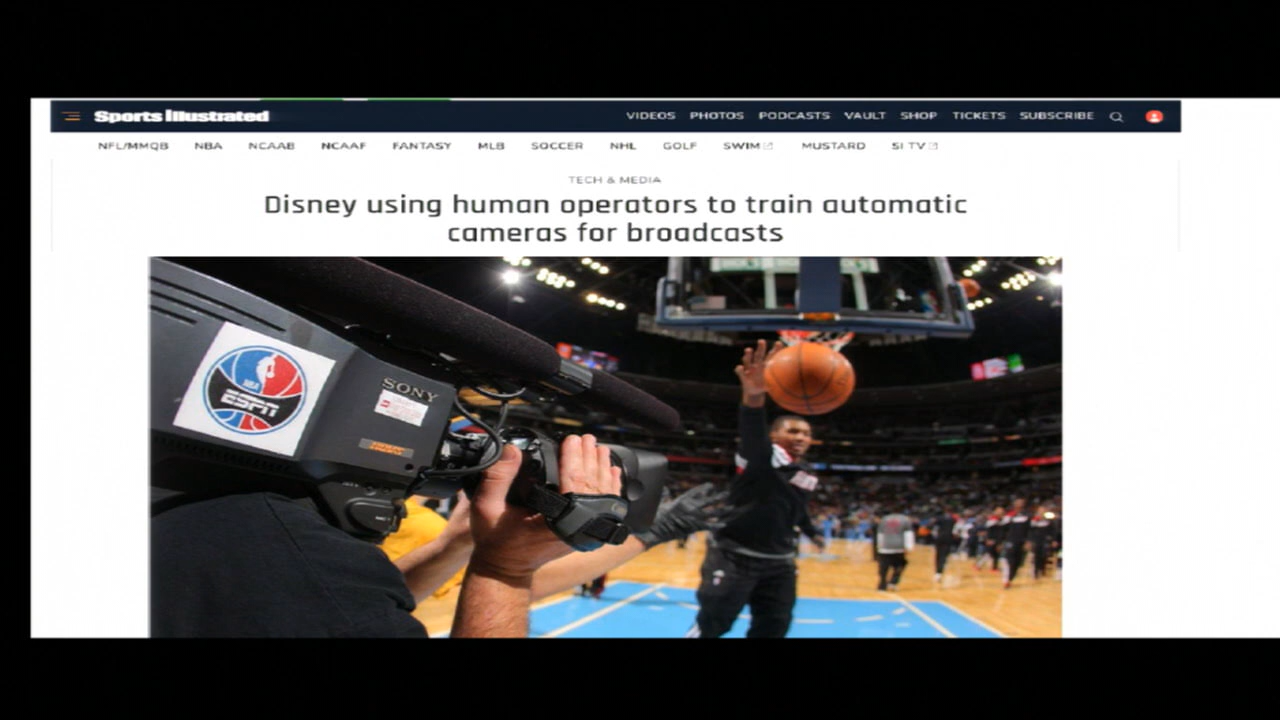 Sports Illustrated
VIDEOS PHOTOS PODCASTS VAULT SHOP TICKETS SUBSCRIBE
NFL/MMQB NBA NCAAB NCAAF FANTASY MLB SOCCER NHL GOLF SWIM MUSTARD SI TV
TECH & MEDIA
Disney using human operators to train automatic
cameras for broadcasts
NBA
ESPN
SONY